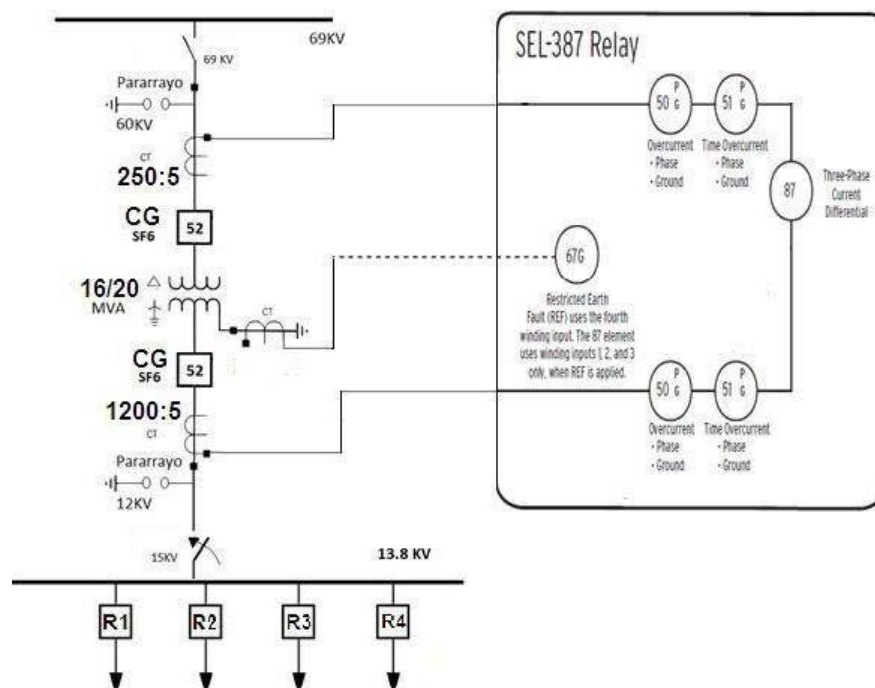 69KV
69 KV
Pararrayo
60KV
CT
250:5
CG
SF6
52
16/20
MVA
CT
CG
SF6
52
1200:5
CT
Pararrayo
12KV
15KV
13.8 KV
R1
R2
R3
R4
SEL-387 Relay
50 P G
51 P G
Overcurrent
• Phase
• Ground
Time Overcurrent
• Phase
• Ground
87
Three-Phase
Current
Differential
67G
Restricted Earth
Fault (REF) uses the fourth
winding input. The 87 element
uses winding inputs 1, 2, and 3
only, when REF is applied.
50 P G
51 P G
Overcurrent
• Phase
• Ground
Time Overcurrent
• Phase
• Ground